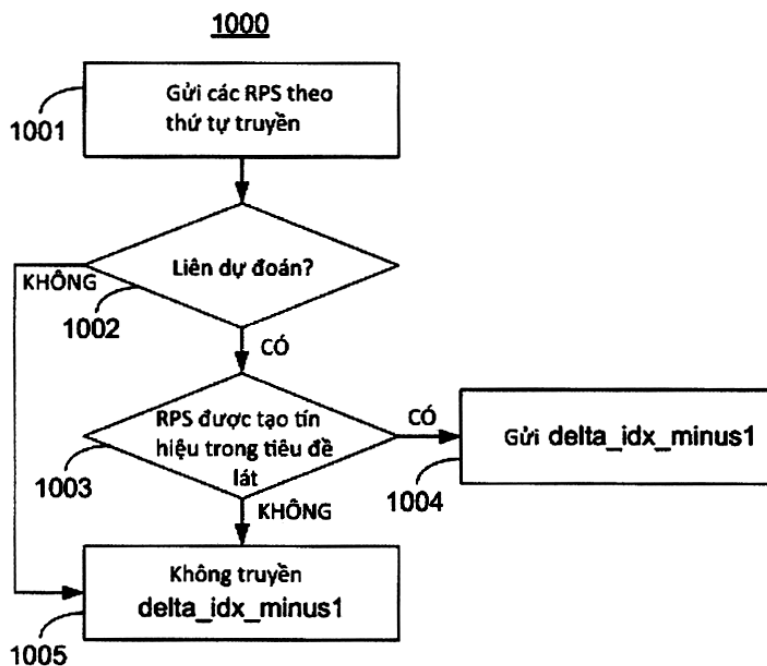 1000
Gửi các RPS theo
thứ tự truyền
1001
Liên dự đoán?
KHÔNG
1002
CÓ
RPS được tạo tín
hiệu trong tiêu đề
lát
1003
CÓ
Gửi delta_idx_minus1
1004
KHÔNG
Không truyền
delta_idx_minus1
1005